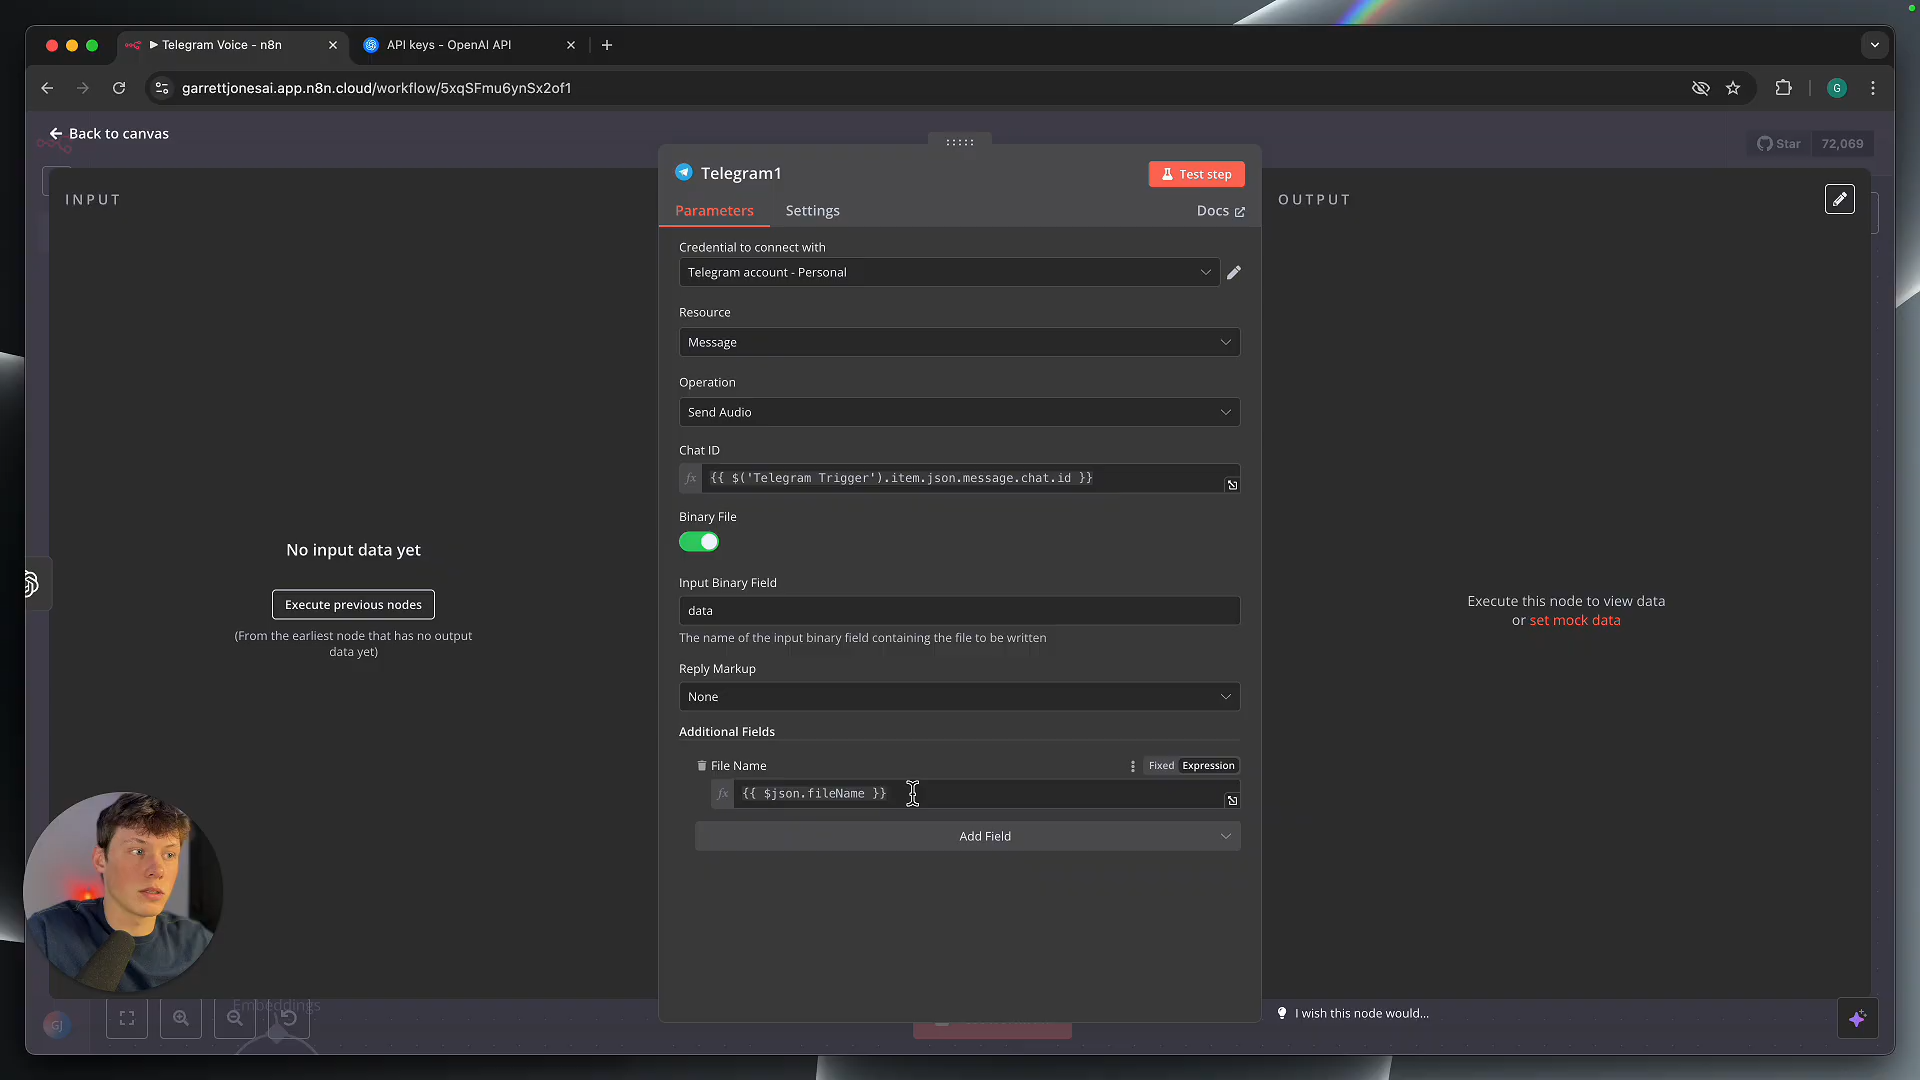 Telegram Voice - n8n
API keys - OpenAI API
garrettjonesai.app.n8n.cloud/workflow/5xqSFmu6ynSx2of1
G
Back to canvas
Star
72,069
INPUT
Telegram1
Test step
OUTPUT
Parameters
Settings
Docs
Credential to connect with
Telegram account - Personal
Resource
Message
Operation
Send Audio
Chat ID
fx
{{ $('Telegram Trigger').item.json.message.chat.id }}
Binary File
No input data yet
Execute previous nodes
(From the earliest node that has no output
data yet)
Input Binary Field
data
The name of the input binary field containing the file to be written
Execute this node to view data
or set mock data
Reply Markup
None
Additional Fields
File Name
Fixed
Expression
fx
{{ $json.fileName }}
Add Field
Embeddings
GJ
I wish this node would...